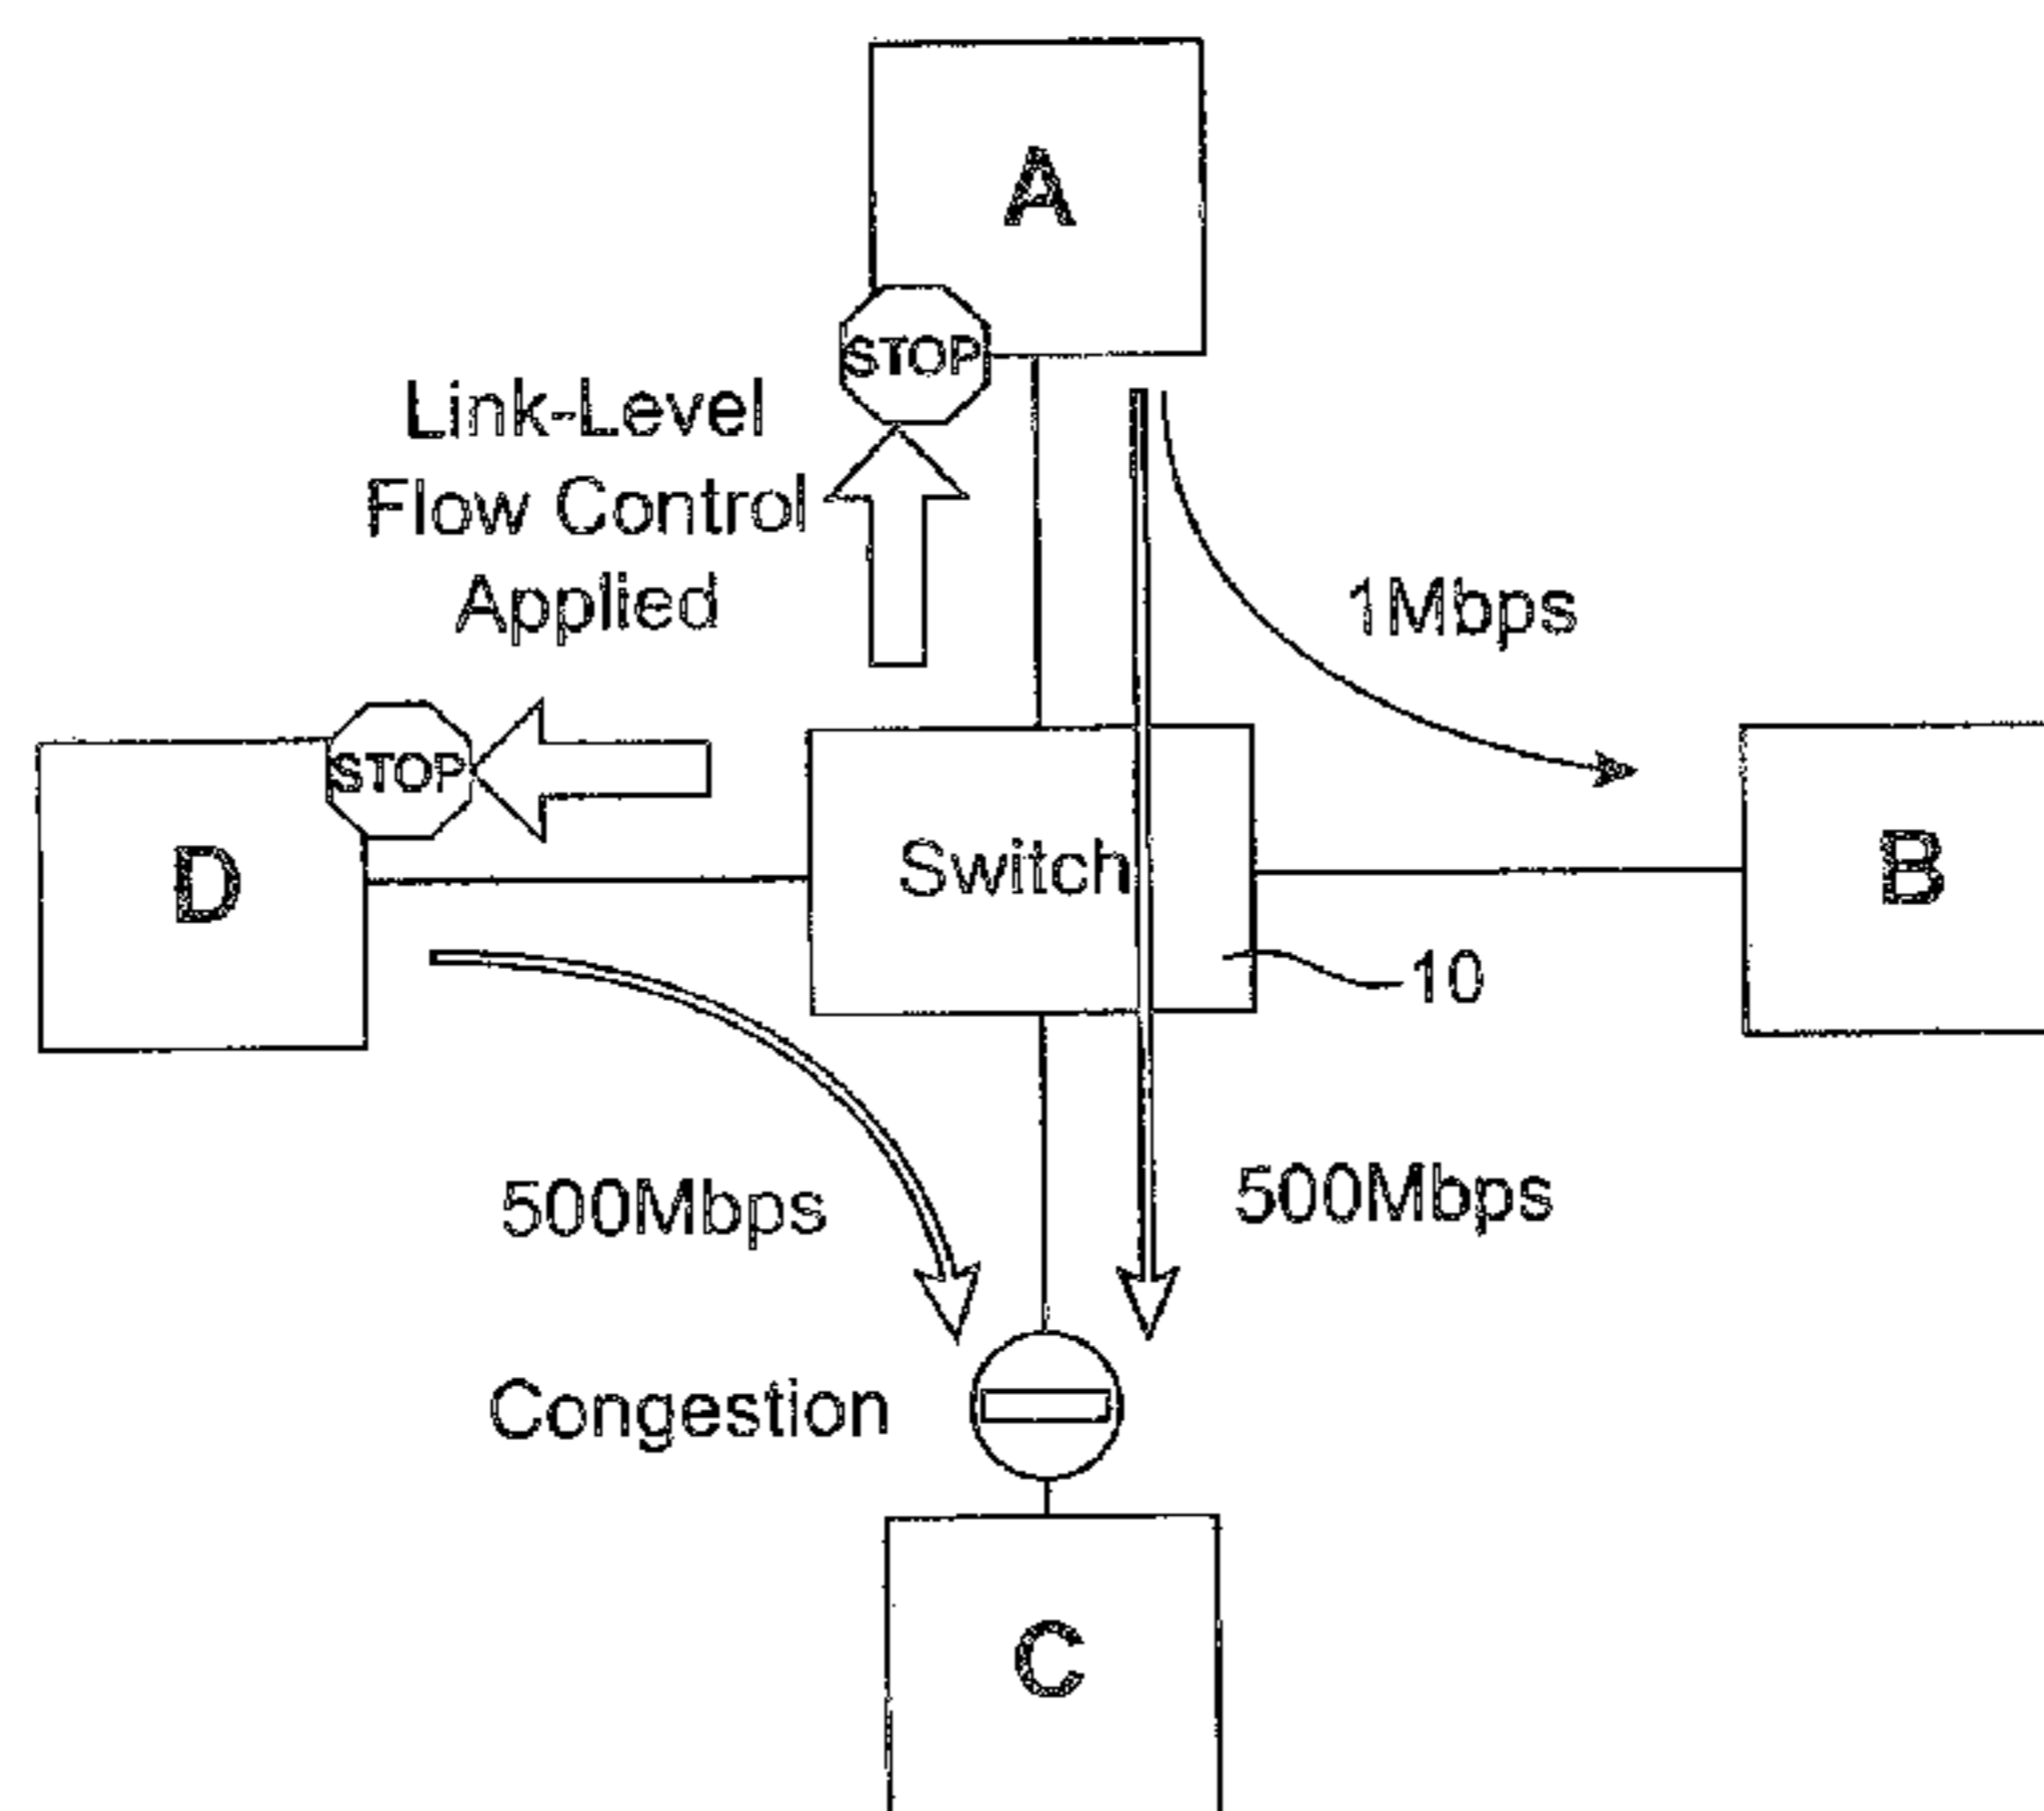 A
STOP
Link-Level
Flow Control
Applied
1Mbps
STOP
D
Switch
B
10
500Mbps
500Mbps
Congestion
C